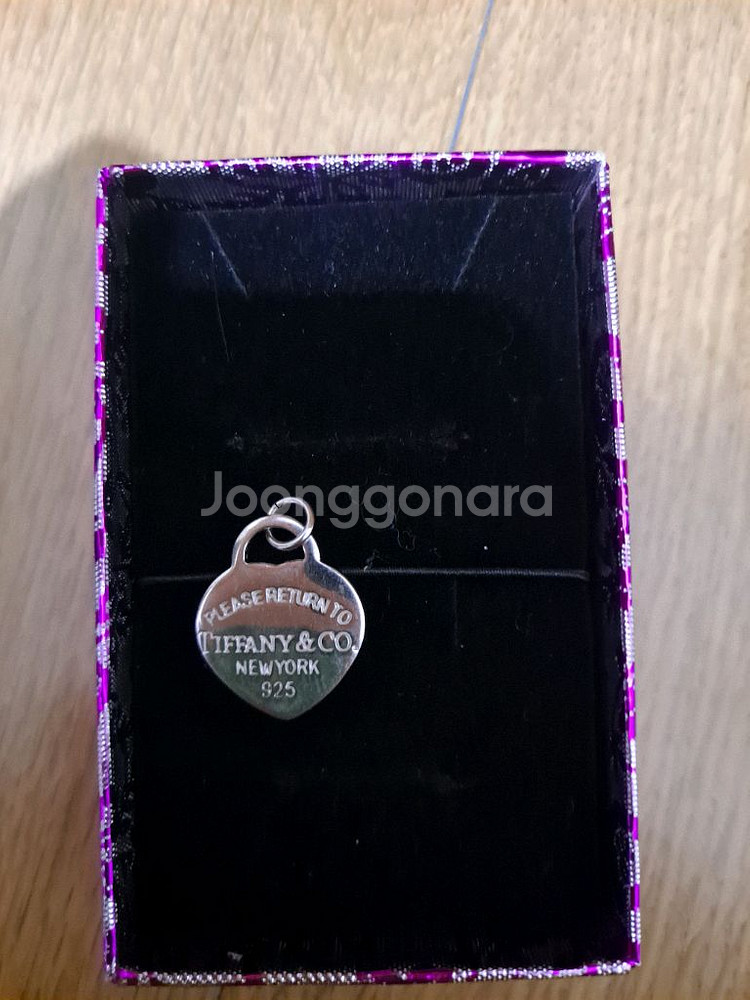 Joonggonara
PLEASE RETURN TO
TIFFANY & CO.
NEW YORK
925